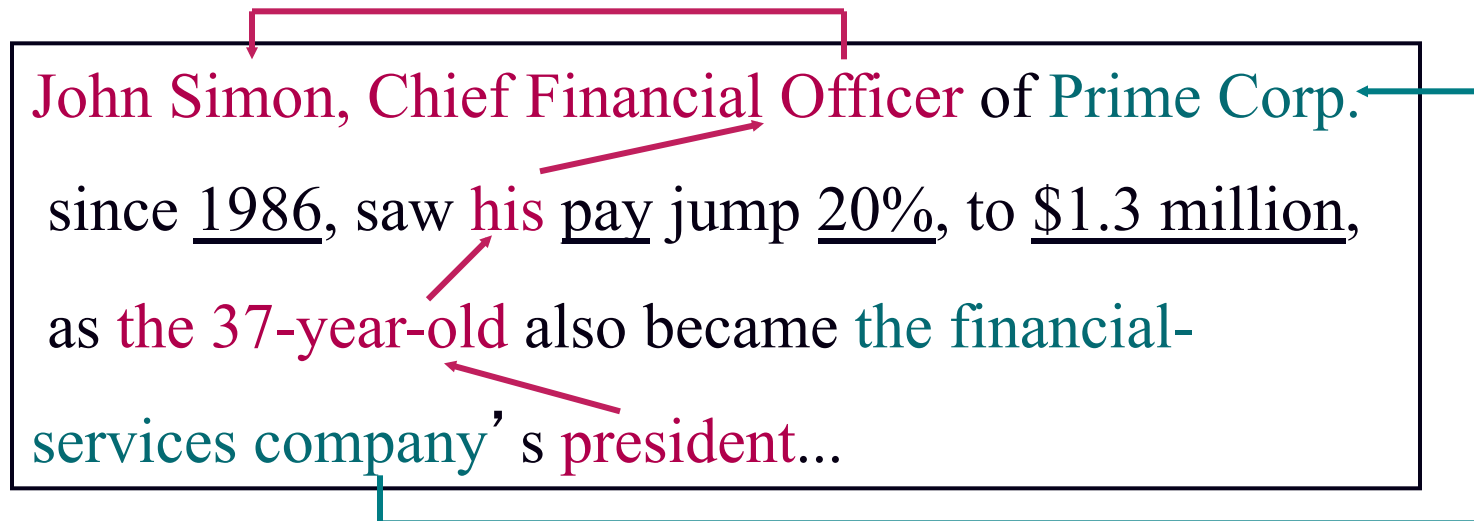 John Simon, Chief Financial Officer of Prime Corp.
since 1986, saw his pay jump 20%, to $1.3 million,
as the 37-year-old also became the financial-
services company’s president...